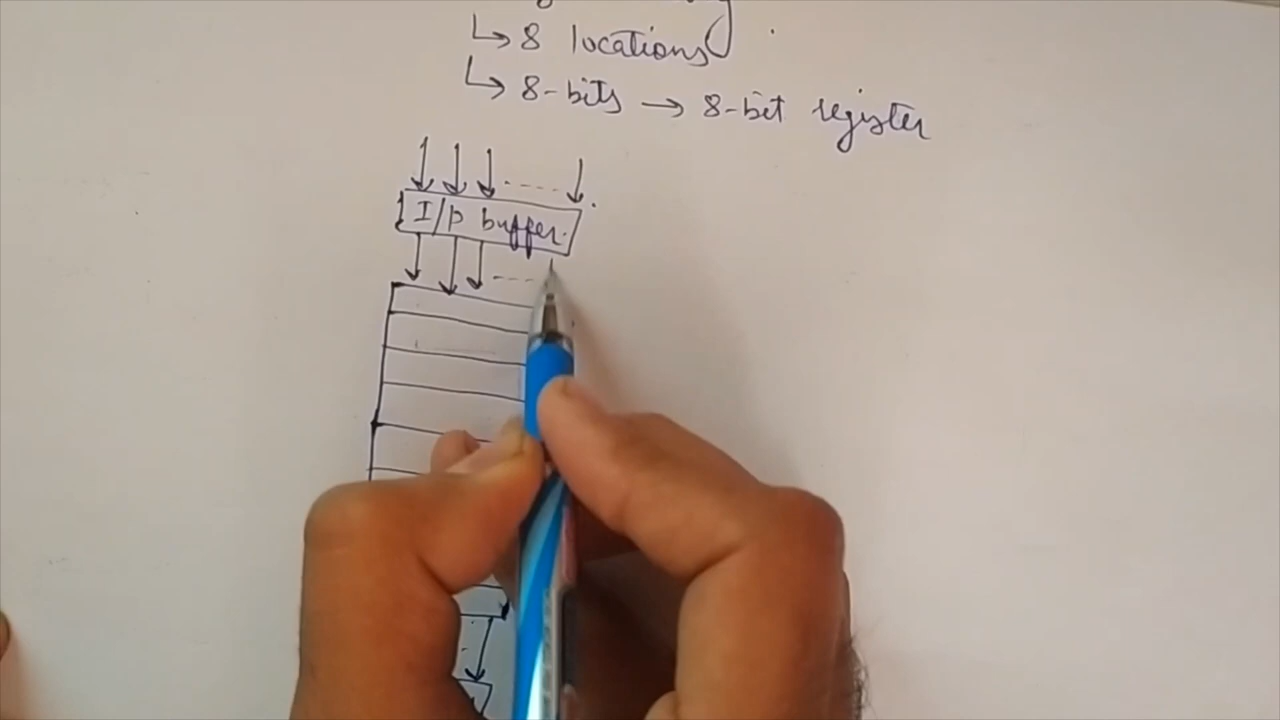 ↳ 8 locations
↳ 8-bits → 8-bit register
I/p buffer